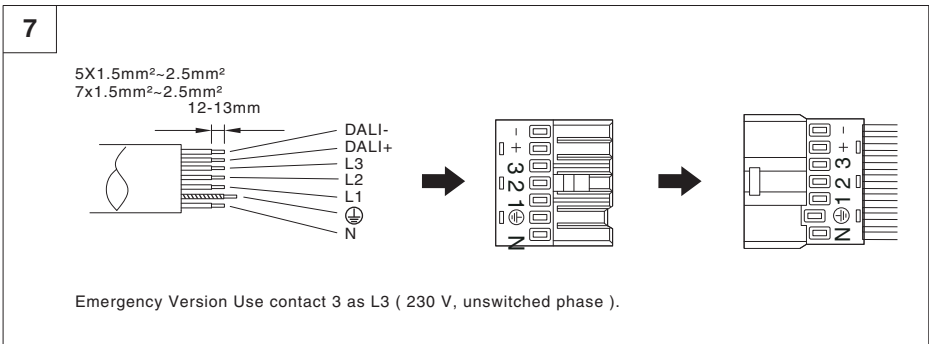 7
5X1.5mm²~2.5mm²
7x1.5mm²~2.5mm²
12-13mm
DALI-
DALI+
L3
L2
L1
N
- + 3 2 1 N
- + 3 2 1 N
Emergency Version Use contact 3 as L3 ( 230 V, unswitched phase ).